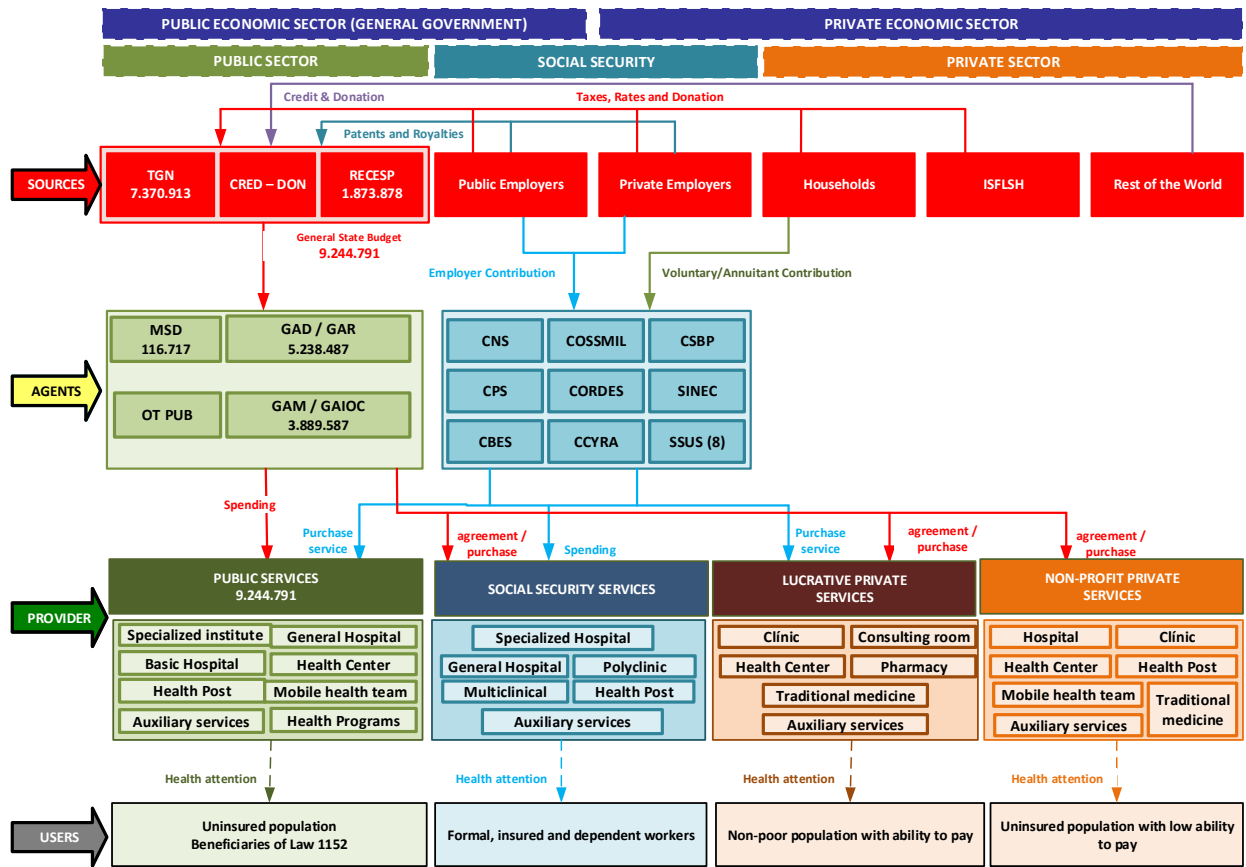 PUBLIC ECONOMIC SECTOR (GENERAL GOVERNMENT)
PRIVATE ECONOMIC SECTOR
PUBLIC SECTOR
SOCIAL SECURITY
PRIVATE SECTOR
Credit & Donation
Taxes, Rates and Donation
Patents and Royalties
SOURCES
TGN
7.370.913
CRED – DON
RECESP
1.873.878
Public Employers
Private Employers
Households
ISFLSH
Rest of the World
General State Budget
9.244.791
Employer Contribution
Voluntary/Annuitant Contribution
AGENTS
MSD
116.717
GAD / GAR
5.238.487
OT PUB
GAM / GAIOC
3.889.587
CNS
COSSMIL
CSBP
CPS
CORDES
SINEC
CBES
CCYRA
SSUS (8)
Spending
Purchase
service
agreement /
purchase
Spending
Purchase
service
agreement /
purchase
agreement /
purchase
PROVIDER
PUBLIC SERVICES
9.244.791
SOCIAL SECURITY SERVICES
LUCRATIVE PRIVATE
SERVICES
NON-PROFIT PRIVATE
SERVICES
Specialized institute
General Hospital
Basic Hospital
Health Center
Health Post
Mobile health team
Auxiliary services
Health Programs
Specialized Hospital
General Hospital
Polyclinic
Multiclinical
Health Post
Auxiliary services
Clínic
Consulting room
Health Center
Pharmacy
Traditional medicine
Auxiliary services
Hospital
Clínic
Health Center
Health Post
Mobile health team
Traditional
medicine
Auxiliary services
Health attention
Health attention
Health attention
Health attention
USERS
Uninsured population
Beneficiaries of Law 1152
Formal, insured and dependent workers
Non-poor population with ability to pay
Uninsured population with low ability
to pay